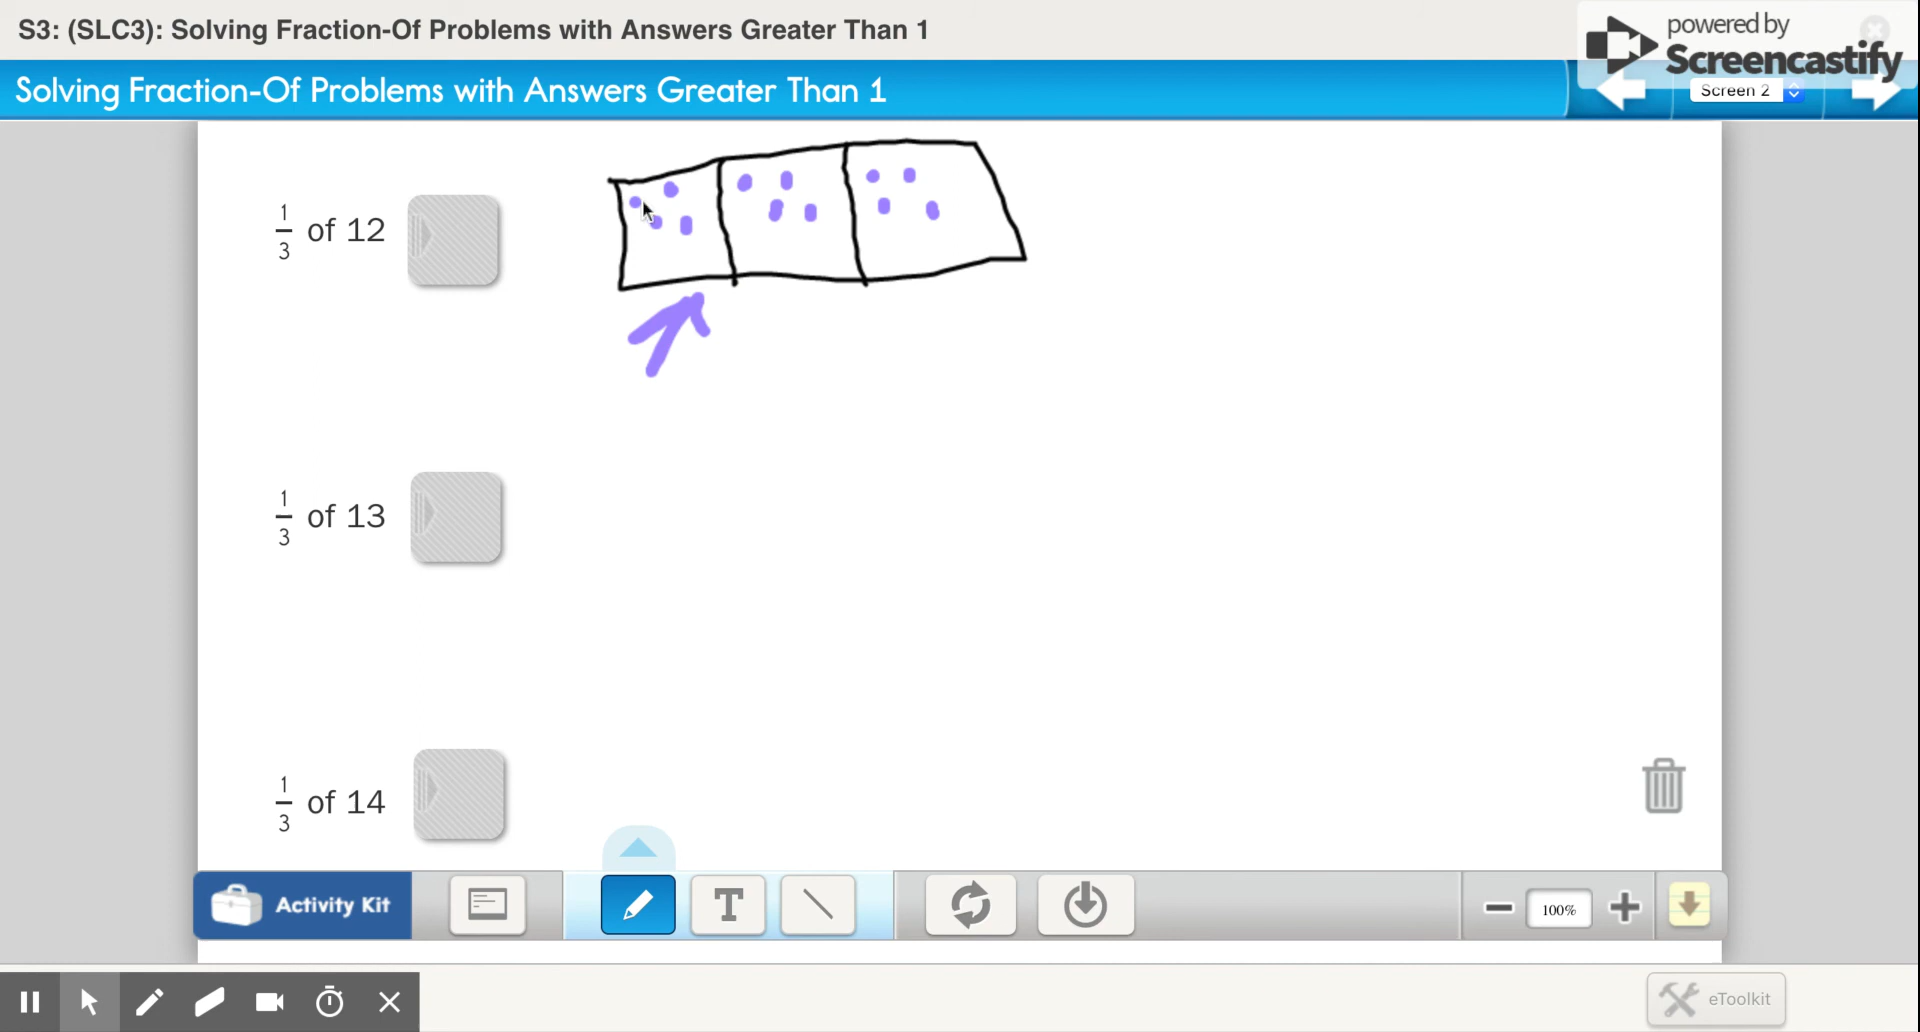 S3: (SLC3): Solving Fraction-Of Problems with Answers Greater Than 1
powered by
Screencastify
Solving Fraction-Of Problems with Answers Greater Than 1
Screen 2
1/3 of 12
1/3 of 13
1/3 of 14
Activity Kit
T
100%
eToolkit